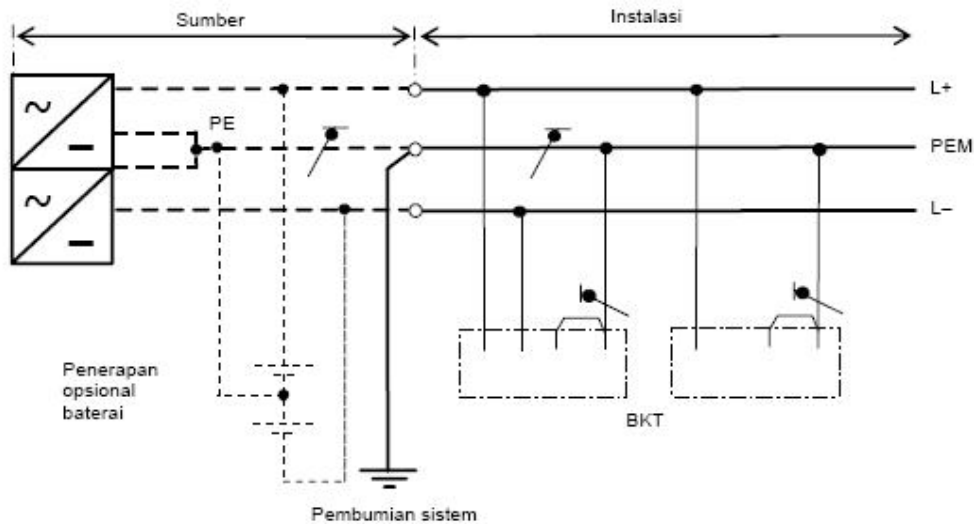 Sumber
Instalasi
L+
PE
PEM
L–
Penerapan
opsional
baterai
BKT
Pembumian sistem